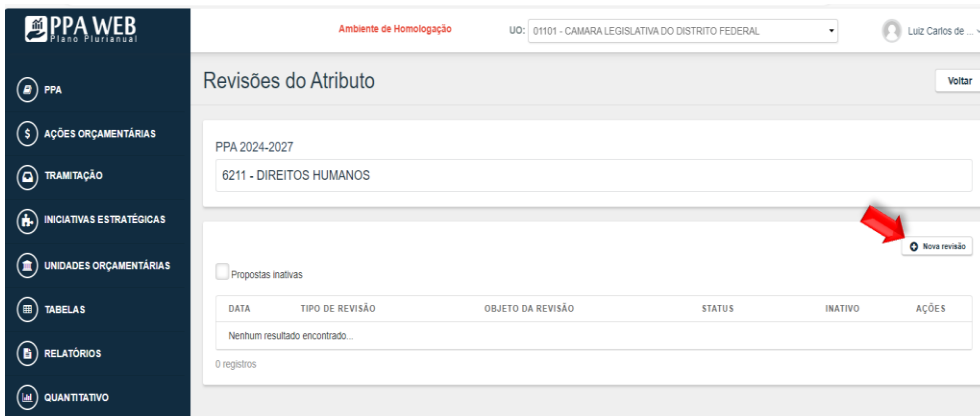 PPA WEB
Plano Plurianual
Ambiente de Homologação
UO: 01101 - CAMARA LEGISLATIVA DO DISTRITO FEDERAL
Luiz Carlos de ...
PPA
AÇÕES ORÇAMENTÁRIAS
TRAMITAÇÃO
INICIATIVAS ESTRATÉGICAS
UNIDADES ORÇAMENTÁRIAS
TABELAS
RELATÓRIOS
QUANTITATIVO
Revisões do Atributo
Voltar
PPA 2024-2027
6211 - DIREITOS HUMANOS
Nova revisão
Propostas inativas
DATA TIPO DE REVISÃO OBJETO DA REVISÃO STATUS INATIVO AÇÕES
Nenhum resultado encontrado...
0 registros